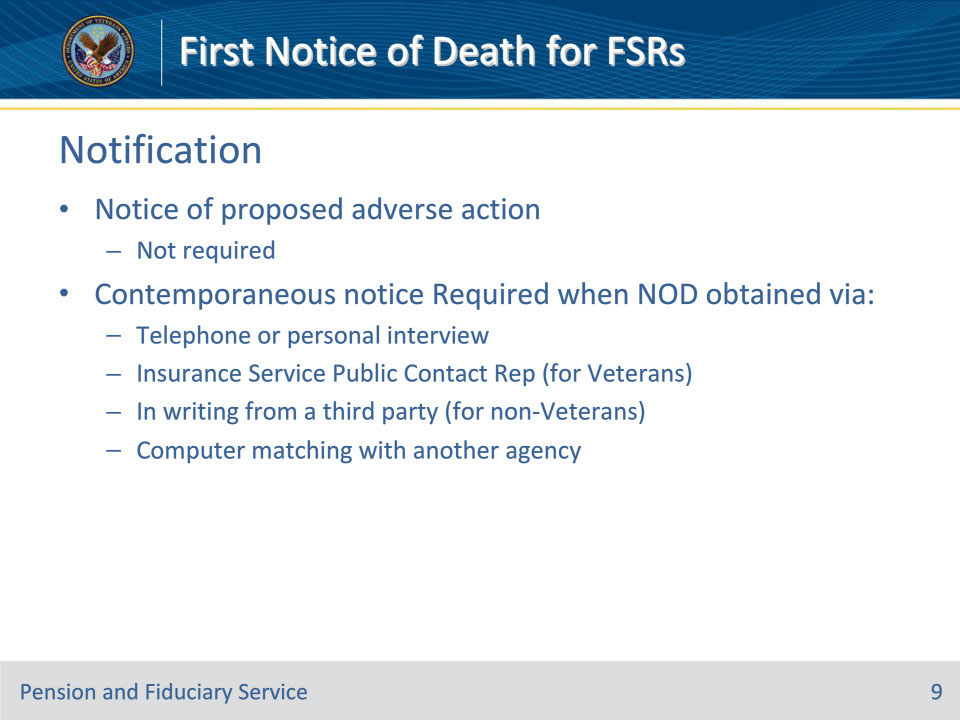 First Notice of Death for FSRs
Notification
• Notice of proposed adverse action
– Not required
• Contemporaneous notice Required when NOD obtained via:
– Telephone or personal interview
– Insurance Service Public Contact Rep (for Veterans)
– In writing from a third party (for non-Veterans)
– Computer matching with another agency
Pension and Fiduciary Service
9